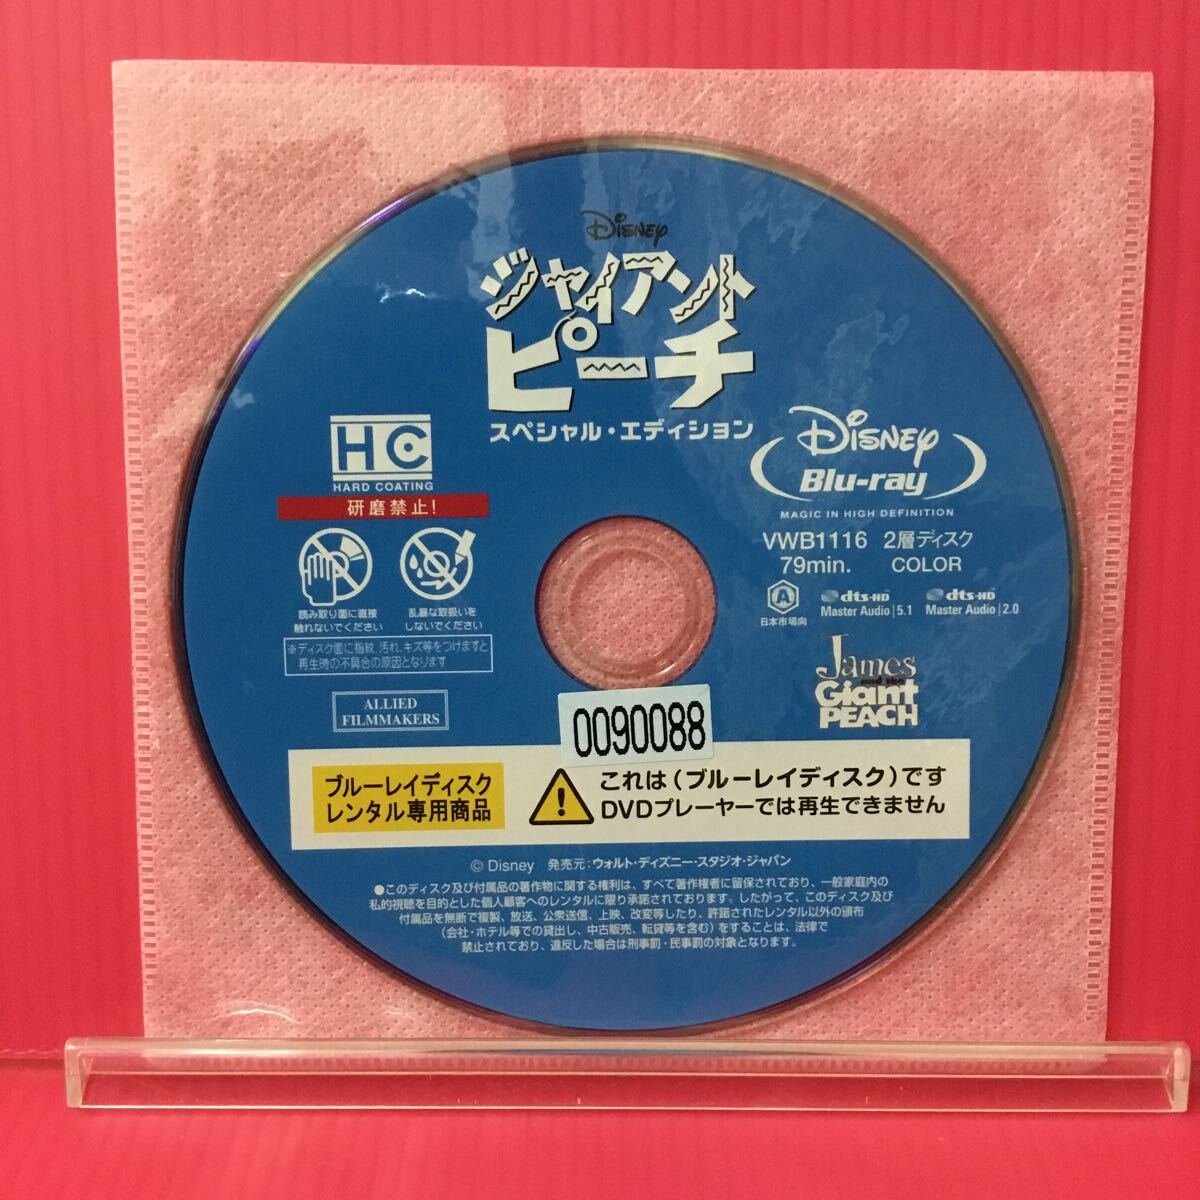 Disney
ジャイアント
ピーチ
スペシャル・エディション
HC
HARD COATING
研磨禁止!
読み取り面に直接
触れないでください
乱暴な取扱いを
しないでください
※ディスク面に指紋、汚れ、キズ等をつけますと
再生時の不具合の原因となります
ALLIED
FILMMAKERS
Disney
Blu-ray
MAGIC IN HIGH DEFINITION
VWB1116 2層ディスク
79min. COLOR
A
日本市場向
dts-HD
Master Audio | 5.1
dts-HD
Master Audio | 2.0
James
and the
Giant
PEACH
0090088
ブルーレイディスク
レンタル専用商品
これは(ブルーレイディスク)です
DVDプレーヤーでは再生できません
© Disney 発売元:ウォルト・ディズニー・スタジオ・ジャパン
●このディスク及び付属品の著作物に関する権利は、すべて著作権者に留保されており、一般家庭内の
私的視聴を目的とした個人顧客へのレンタルに限り承諾されております。したがって、このディスク及び
付属品を無断で複製、放送、公衆送信、上映、改変等したり、許諾されたレンタル以外の頒布
(会社・ホテル等での貸出し、中古販売、転貸等を含む)をすることは、法律で
禁止されており、違反した場合は刑事罰・民事罰の対象となります。